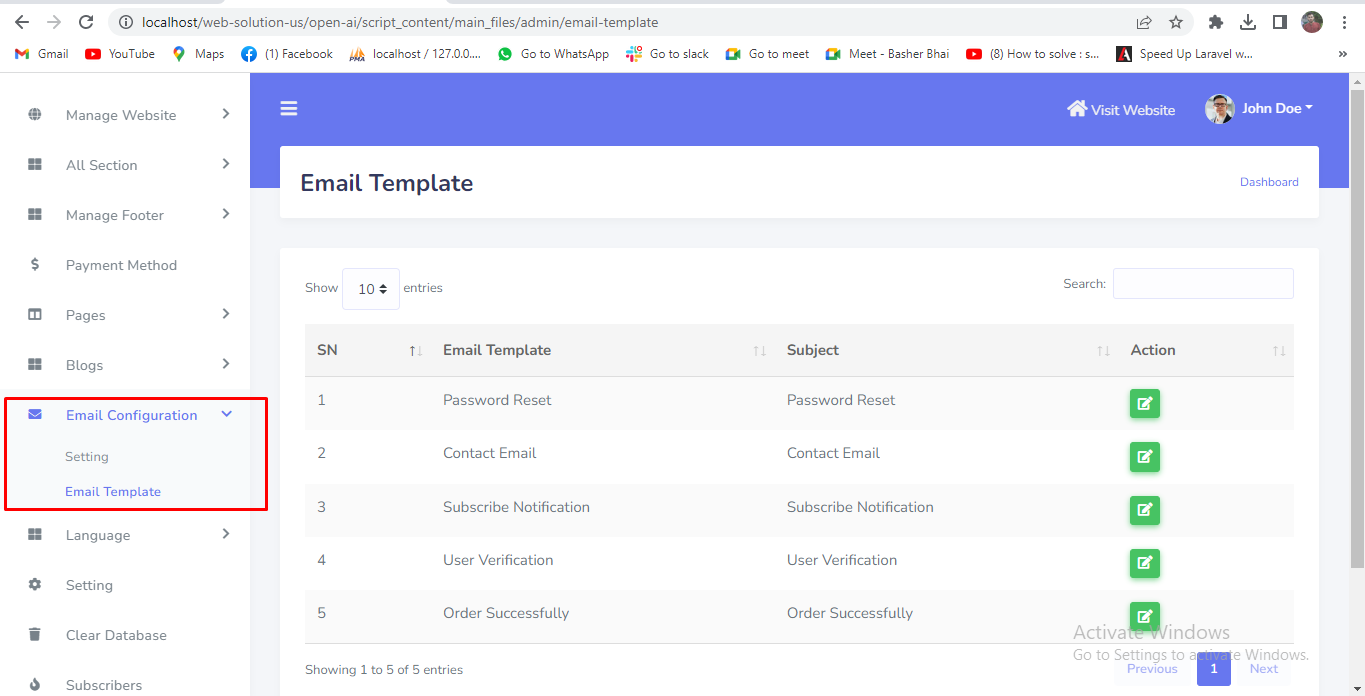 localhost/web-solution-us/open-ai/script_content/main_files/admin/email-template
Gmail YouTube Maps (1) Facebook localhost / 127.0.0.... Go to WhatsApp Go to slack Go to meet Meet - Basher Bhai (8) How to solve : s... Speed Up Laravel w... »
Manage Website
All Section
Manage Footer
Payment Method
Pages
Blogs
Email Configuration
Setting
Email Template
Language
Setting
Clear Database
Subscribers
Visit Website John Doe
Email Template Dashboard
Show 10 entries Search:
SN Email Template Subject Action
1 Password Reset Password Reset
2 Contact Email Contact Email
3 Subscribe Notification Subscribe Notification
4 User Verification User Verification
5 Order Successfully Order Successfully
Showing 1 to 5 of 5 entries Previous 1 Next
Activate Windows
Go to Settings to activate Windows.